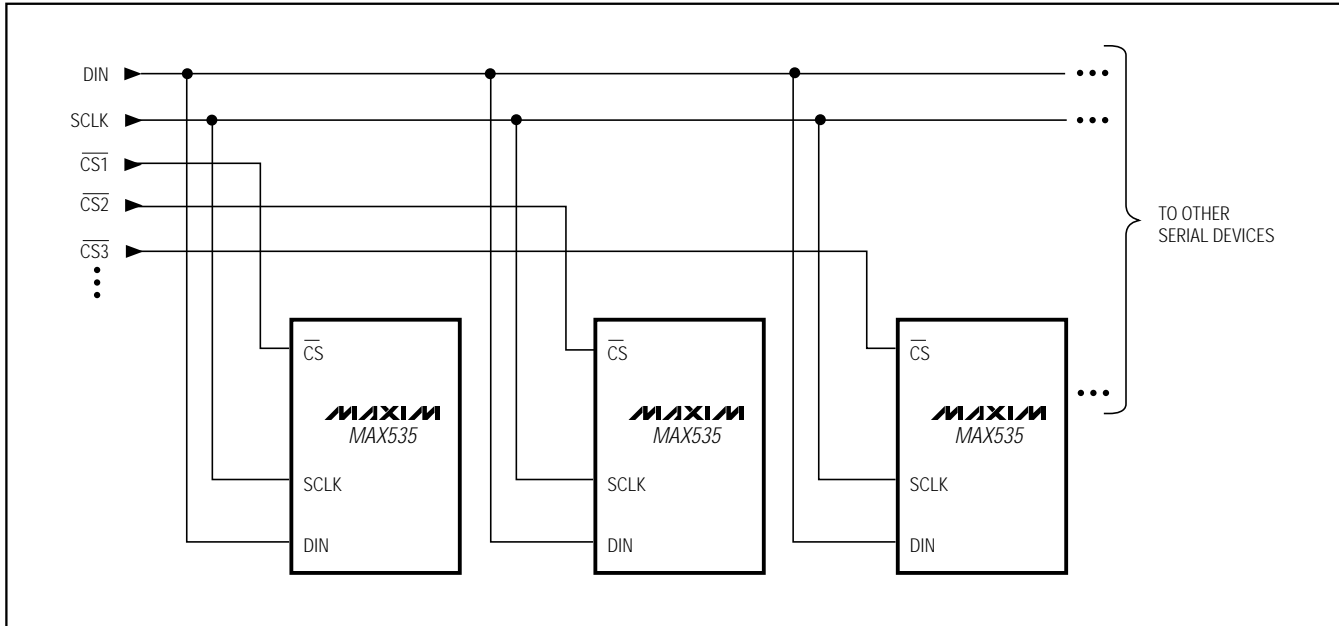 DIN
SCLK
CS1
CS2
CS3
TO OTHER
SERIAL DEVICES
CS
MAXIM
MAX535
SCLK
DIN
CS
MAXIM
MAX535
SCLK
DIN
CS
MAXIM
MAX535
SCLK
DIN